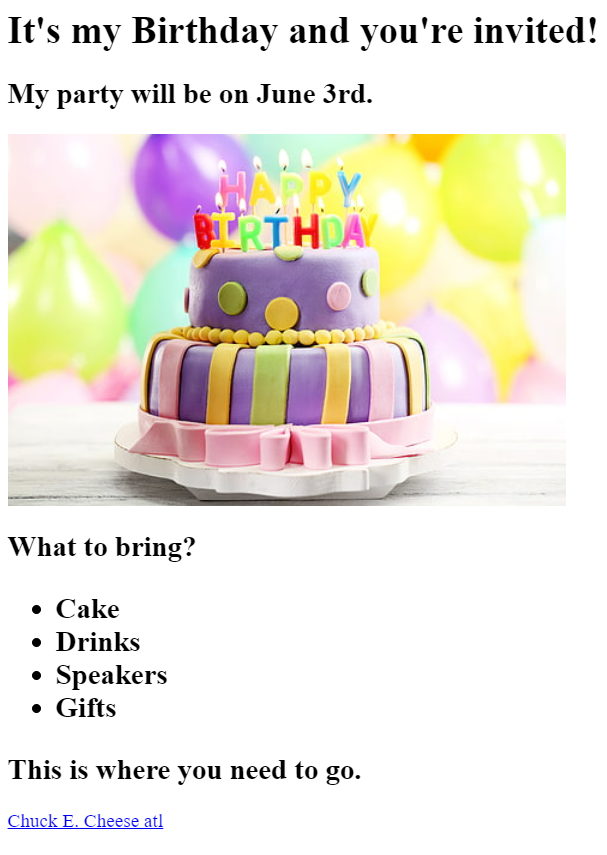 It's my Birthday and you're invited!
My party will be on June 3rd.
HAPPY
BIRTHDAY
What to bring?
Cake
Drinks
Speakers
Gifts
This is where you need to go.
Chuck E. Cheese atl